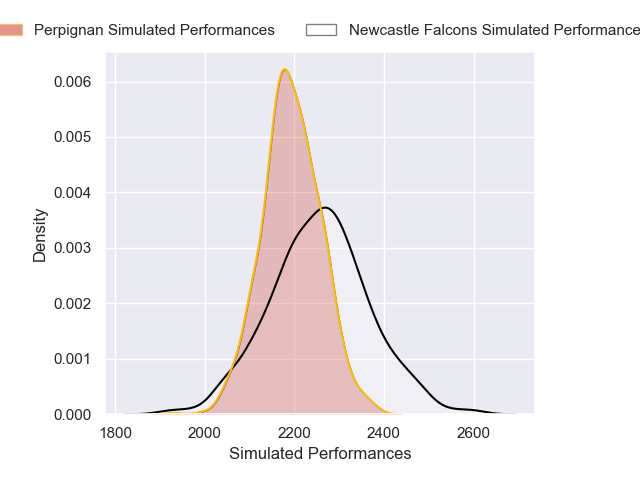 Perpignan Simulated Performances
Newcastle Falcons Simulated Performance
0.006
0.005
0.004
0.003
0.002
0.001
0.000
Density
1800 2000 2200 2400 2600
Simulated Performances